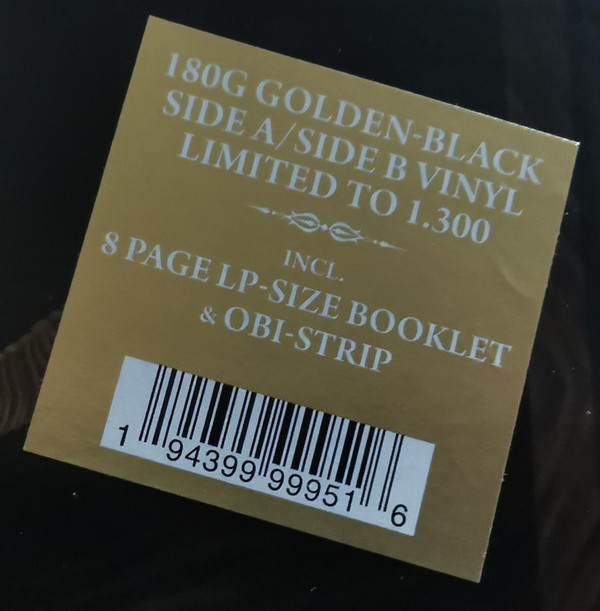 180G GOLDEN-BLACK
SIDE A/SIDE B VINYL
LIMITED TO 1.300
INCL.
8 PAGE LP-SIZE BOOKLET
& OBI-STRIP
1 94399 99951 6